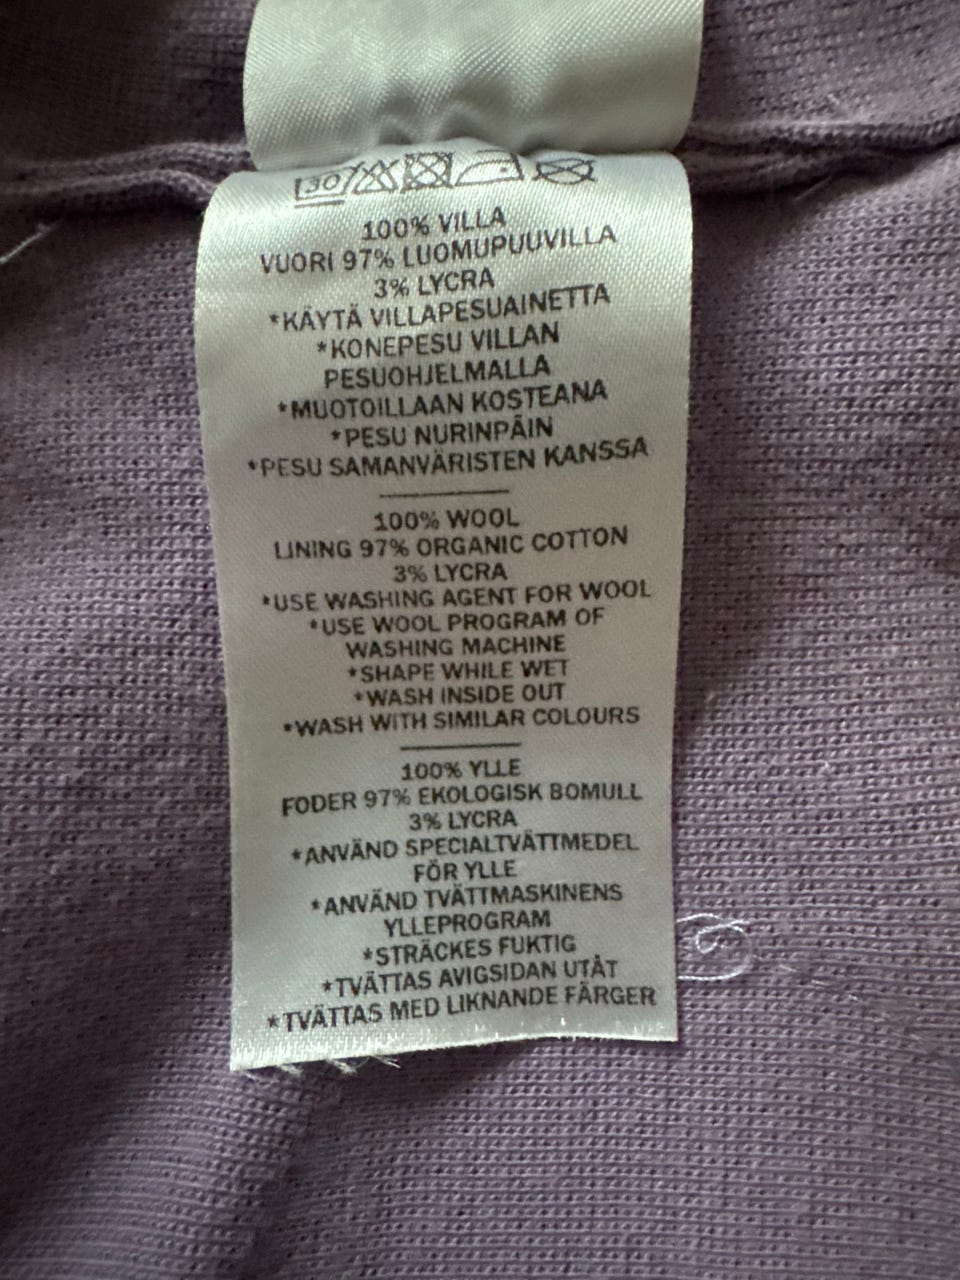 30
100% VILLA
VUORI 97% LUOMUPUUVILLA
3% LYCRA
*KÄYTÄ VILLAPESUAINETTA
*KONEPESU VILLAN
PESUOHJELMALLA
*MUOTOILLAAN KOSTEANA
*PESU NURINPÄIN
*PESU SAMANVÄRISTEN KANSSA
100% WOOL
LINING 97% ORGANIC COTTON
3% LYCRA
*USE WASHING AGENT FOR WOOL
*USE WOOL PROGRAM OF
WASHING MACHINE
*SHAPE WHILE WET
*WASH INSIDE OUT
*WASH WITH SIMILAR COLOURS
100% YLLE
FODER 97% EKOLOGISK BOMULL
3% LYCRA
*ANVÄND SPECIALTVÄTTMEDEL
FÖR YLLE
*ANVÄND TVÄTTMASKINENS
YLLEPROGRAM
*STRÄCKES FUKTIG
*TVÄTTAS AVIGSIDAN UTÅT
*TVÄTTAS MED LIKNANDE FÄRGER